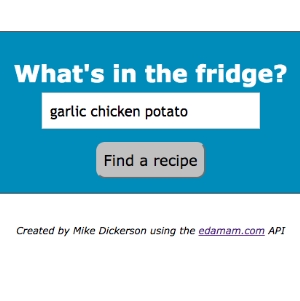 What's in the fridge?
garlic chicken potato
Find a recipe
Created by Mike Dickerson using the edamam.com API